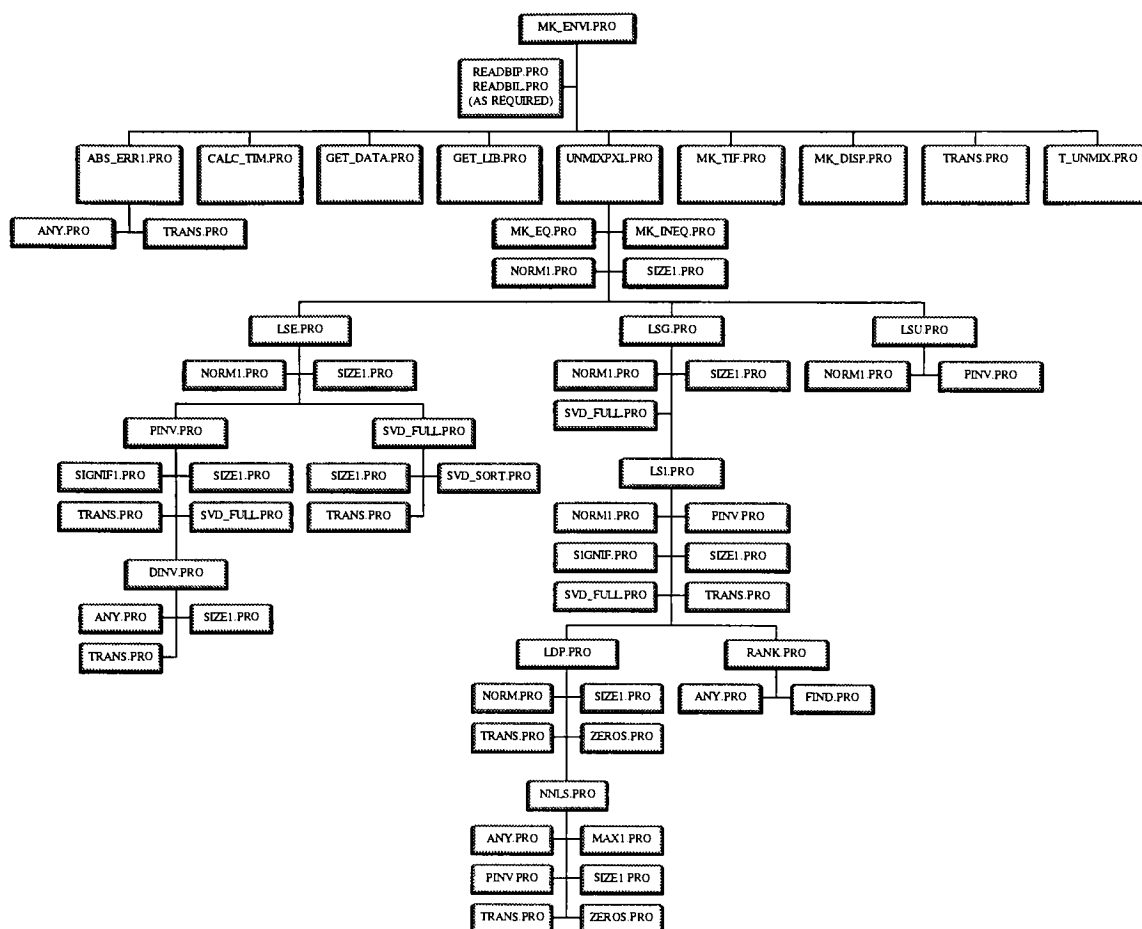 MK_ENVI.PRO
READBIP.PRO
READBIL.PRO
(AS REQUIRED)
ABS_ERR1.PRO
CALC_TIM.PRO
GET_DATA.PRO
GET_LIB.PRO
UNMIXPXL.PRO
MK_TIF.PRO
MK_DISP.PRO
TRANS.PRO
T_UNMIX.PRO
ANY.PRO
TRANS.PRO
MK_EQ.PRO
MK_INEQ.PRO
NORM1.PRO
SIZE1.PRO
LSE.PRO
LSG.PRO
LSU.PRO
NORM1.PRO
SIZE1.PRO
NORM1.PRO
SIZE1.PRO
NORM1.PRO
PINV.PRO
SVD_FULL.PRO
PINV.PRO
SVD_FULL.PRO
SIGNIF1.PRO
SIZE1.PRO
SIZE1.PRO
SVD_SORT.PRO
LS1.PRO
TRANS.PRO
SVD_FULL.PRO
TRANS.PRO
NORM1.PRO
PINV.PRO
SIGNIF.PRO
SIZE1.PRO
DINV.PRO
SVD_FULL.PRO
TRANS.PRO
ANY.PRO
SIZE1.PRO
TRANS.PRO
LDP.PRO
RANK.PRO
NORM.PRO
SIZE1.PRO
ANY.PRO
FIND.PRO
TRANS.PRO
ZEROS.PRO
NNLS.PRO
ANY.PRO
MAX1.PRO
PINV.PRO
SIZE1.PRO
TRANS.PRO
ZEROS.PRO